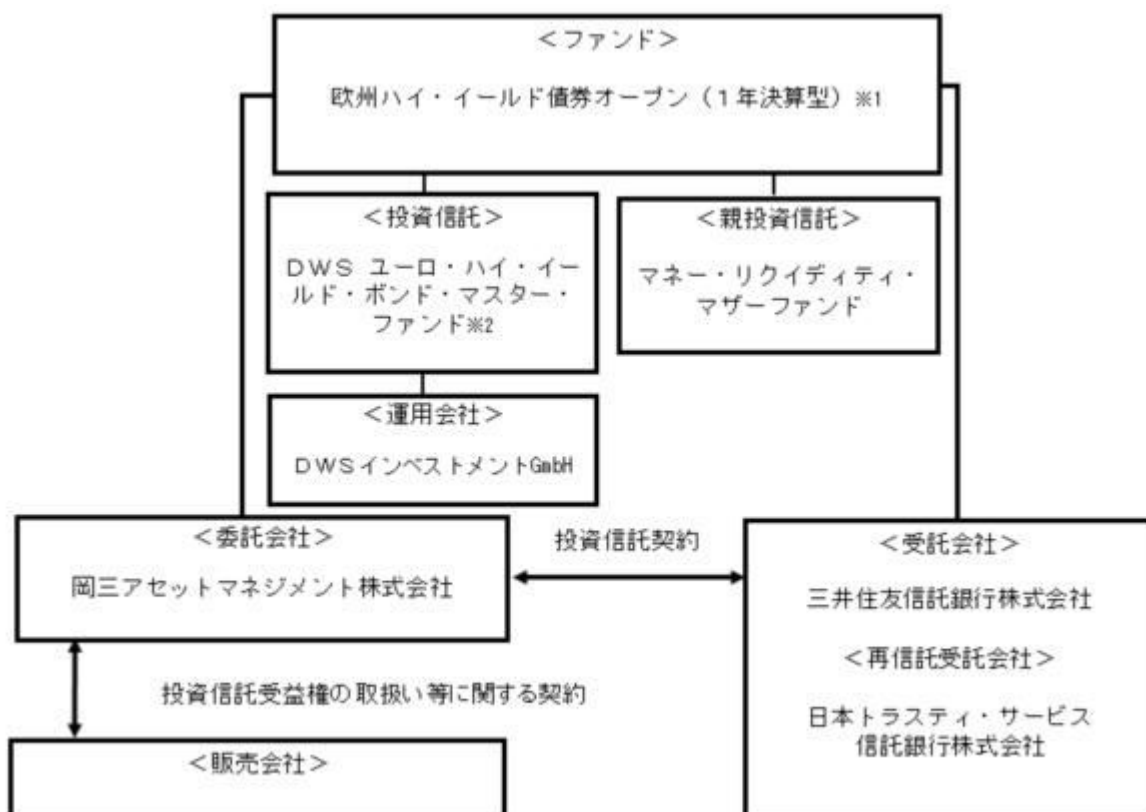 ＜ファンド＞
欧州ハイ・イールド債券オープン（１年決算型）※1
＜投資信託＞
ＤＷＳ ユーロ・ハイ・イー
ルド・ボンド・マスター・
ファンド※2
＜親投資信託＞
マネー・リクイディティ・
マザーファンド
＜運用会社＞
ＤＷＳインベストメントGmbH
＜委託会社＞
岡三アセットマネジメント株式会社
投資信託契約
＜受託会社＞
三井住友信託銀行株式会社
＜再信託受託会社＞
日本トラスティ・サービス
信託銀行株式会社
投資信託受益権の取扱い等に関する契約
＜販売会社＞